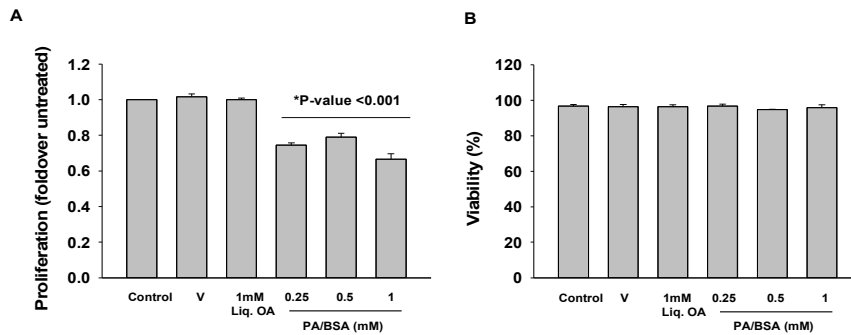 A
Proliferation (foldover untreated)
1.2
1.0
0.8
0.6
0.4
0.2
0.0
*P-value <0.001
Control V 1mM 0.25 0.5 1
Liq. OA
PA/BSA (mM)
B
Viability (%)
120
100
80
60
40
20
0
Control V 1mM 0.25 0.5 1
Liq. OA
PA/BSA (mM)